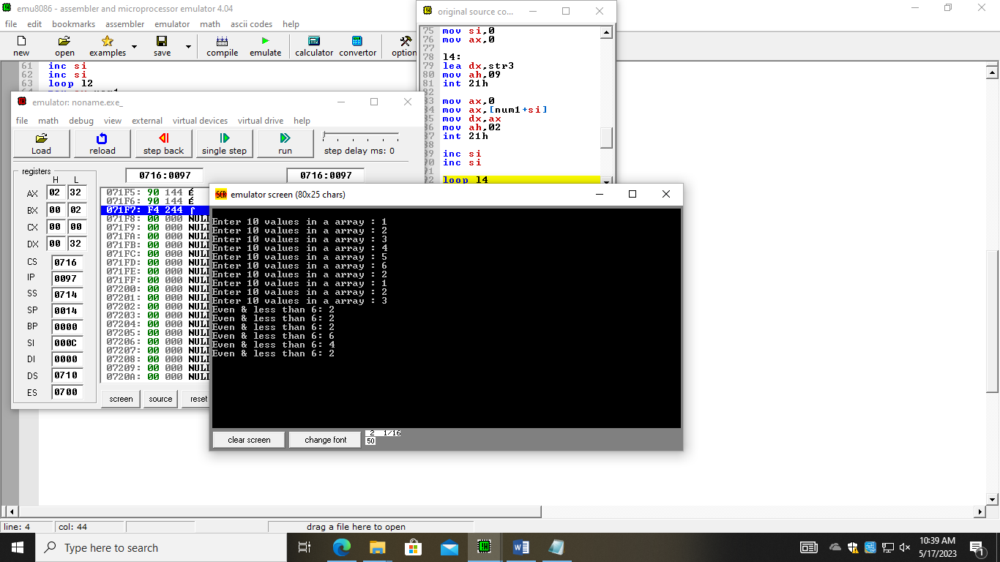 emu8086 - assembler and microprocessor emulator 4.04
file edit bookmarks assembler emulator math ascii codes help
new open examples save compile emulate calculator convertor option
61 inc si
62 inc si
63 loop l2
original source co...
75 mov si,0
76 mov ax,0
77
78 l4:
79 lea dx,str3
80 mov ah,09
81 int 21h
82
83 mov ax,0
84 mov ax,[num1+si]
85 mov dx,ax
86 mov ah,02
87 int 21h
88
89 inc si
90 inc si
91
92 loop l4
emulator: noname.exe_
file math debug view external virtual devices virtual drive help
Load reload step back single step run step delay ms: 0
registers
H L
0716:0097 0716:0097
AX 02 32
BX 00 02
CX 00 00
DX 00 32
CS 0716
IP 0097
SS 0714
SP 0014
BP 0000
SI 000C
DI 0000
DS 0710
ES 0700
071F5: 90 144 É
071F6: 90 144 É
071F7: F4 244 ⌠
071F8: 00 000 NULL
071F9: 00 000 NULL
071FA: 00 000 NULL
071FB: 00 000 NULL
071FC: 00 000 NULL
071FD: 00 000 NULL
071FE: 00 000 NULL
071FF: 00 000 NULL
07200: 00 000 NULL
07201: 00 000 NULL
07202: 00 000 NULL
07203: 00 000 NULL
07204: 00 000 NULL
07205: 00 000 NULL
07206: 00 000 NULL
07207: 00 000 NULL
07208: 00 000 NULL
07209: 00 000 NULL
0720A: 00 000 NULL
screen source reset
SCR emulator screen (80x25 chars)
Enter 10 values in a array : 1
Enter 10 values in a array : 2
Enter 10 values in a array : 3
Enter 10 values in a array : 4
Enter 10 values in a array : 5
Enter 10 values in a array : 6
Enter 10 values in a array : 2
Enter 10 values in a array : 1
Enter 10 values in a array : 2
Enter 10 values in a array : 3
Even & less than 6: 2
Even & less than 6: 2
Even & less than 6: 2
Even & less than 6: 6
Even & less than 6: 4
Even & less than 6: 2
clear screen change font 2 1/16
50
line: 4 col: 44 drag a file here to open
Type here to search
10:39 AM
5/17/2023
1